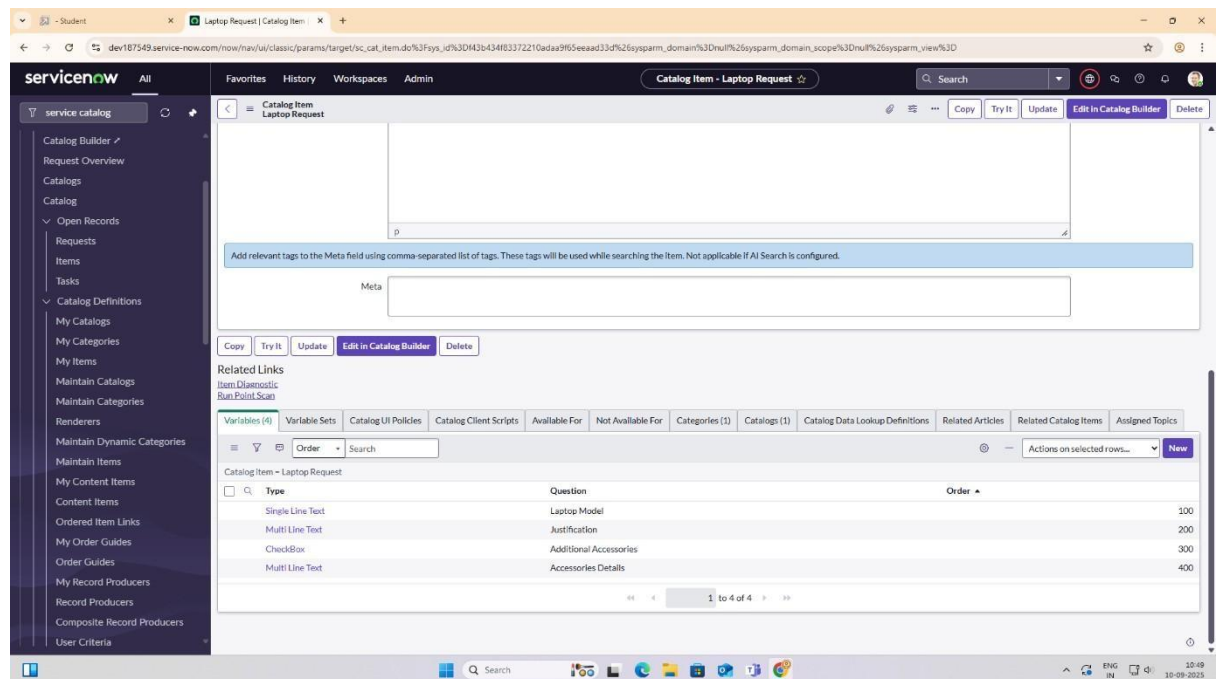 - Student
Laptop Request | Catalog Item |
dev187549.service-now.com/now/nav/ui/classic/params/target/sc_cat_item.do%3Fsys_id%3Df43b434f83372210adaa9f65eeaad33d%26sysparm_domain%3Dnull%26sysparm_domain_scope%3Dnull%26sysparm_view%3D
servicenow All Favorites History Workspaces Admin Catalog Item - Laptop Request Search
service catalog
Catalog Item
Laptop Request
Copy Try It Update Edit in Catalog Builder Delete
Catalog Builder
Request Overview
Catalogs
Catalog
Open Records
Requests
Items
Tasks
Catalog Definitions
My Catalogs
My Categories
My Items
Maintain Catalogs
Maintain Categories
Renderers
Maintain Dynamic Categories
Maintain Items
My Content Items
Content Items
Ordered Item Links
My Order Guides
Order Guides
My Record Producers
Record Producers
Composite Record Producers
User Criteria
p
Add relevant tags to the Meta field using comma-separated list of tags. These tags will be used while searching the item. Not applicable if AI Search is configured.
Meta
Copy Try It Update Edit in Catalog Builder Delete
Related Links
Item Diagnostic
Run Point Scan
Variables (4) Variable Sets Catalog UI Policies Catalog Client Scripts Available For Not Available For Categories (1) Catalogs (1) Catalog Data Lookup Definitions Related Articles Related Catalog Items Assigned Topics
Order Search Actions on selected rows... New
Catalog Item = Laptop Request
Type Question Order
Single Line Text Laptop Model 100
Multi Line Text Justification 200
CheckBox Additional Accessories 300
Multi Line Text Accessories Details 400
1 to 4 of 4
Search
ENG
IN
10:49
10-09-2025